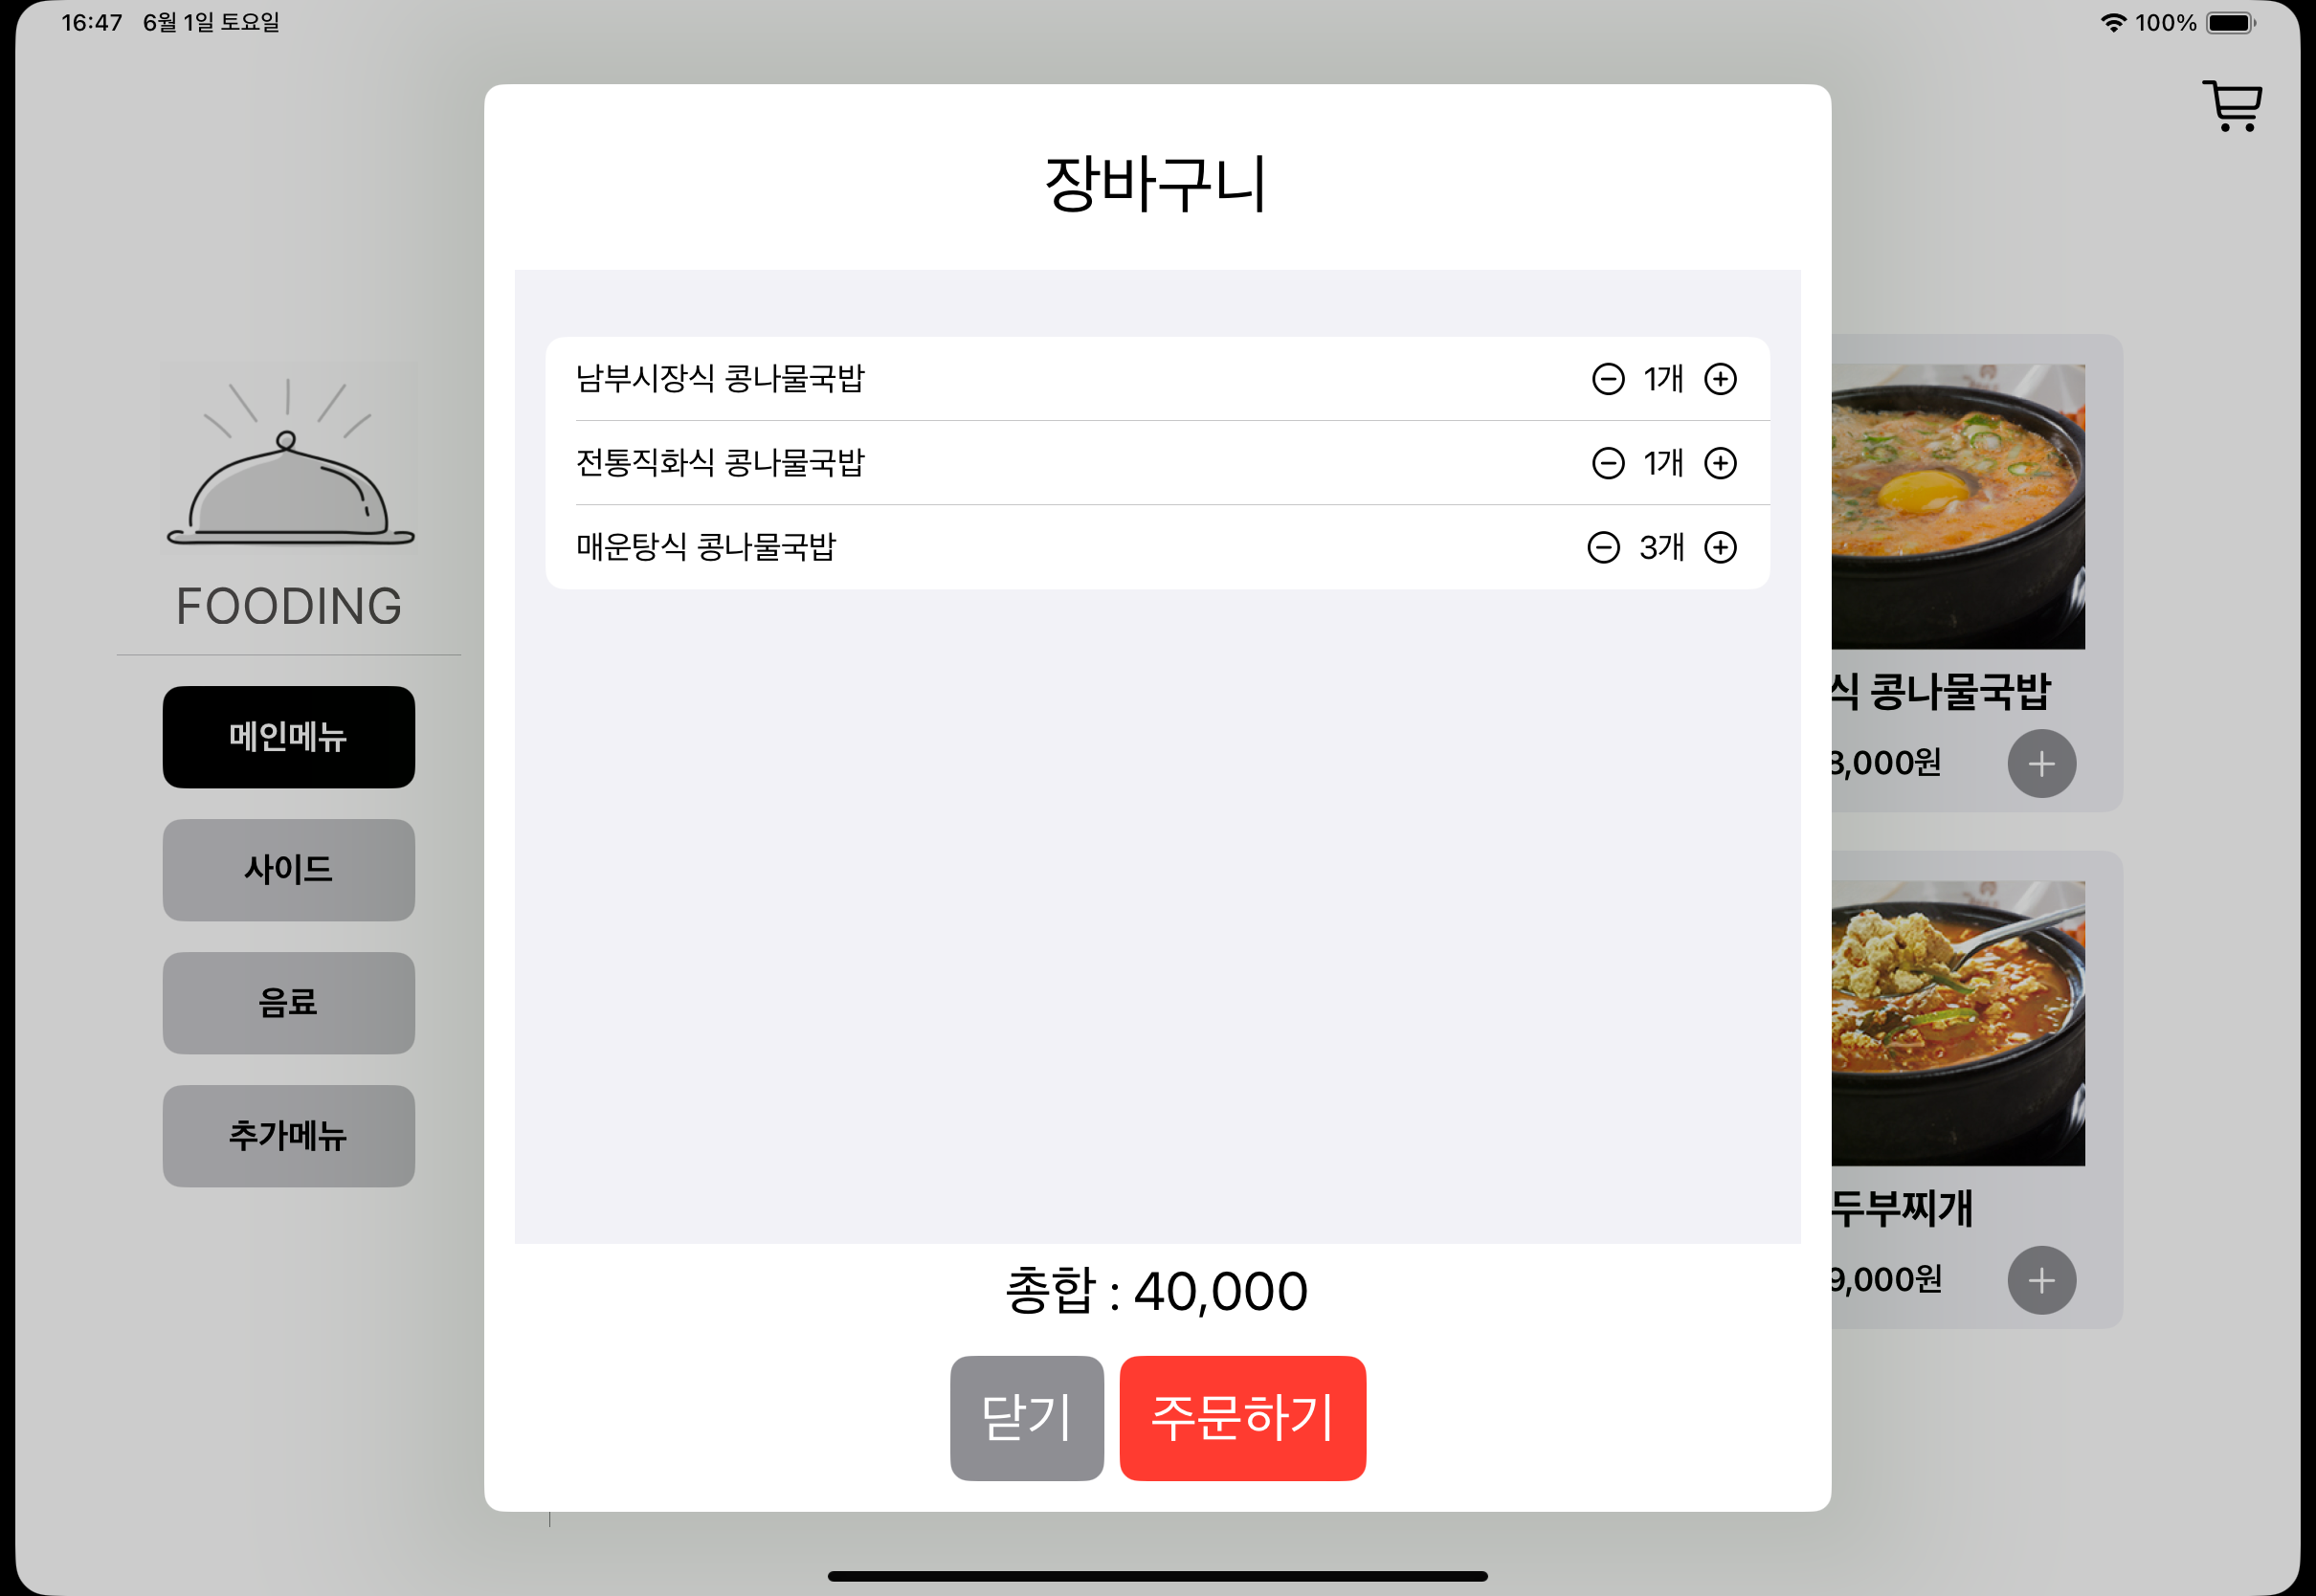 16:47 6월 1일 토요일
100%
장바구니
남부시장식 콩나물국밥 1개
전통직화식 콩나물국밥 1개
매운탕식 콩나물국밥 3개
총합 : 40,000
닫기 주문하기
FOODING
메인메뉴
사이드
음료
추가메뉴
식 콩나물국밥
8,000원
두부찌개
9,000원